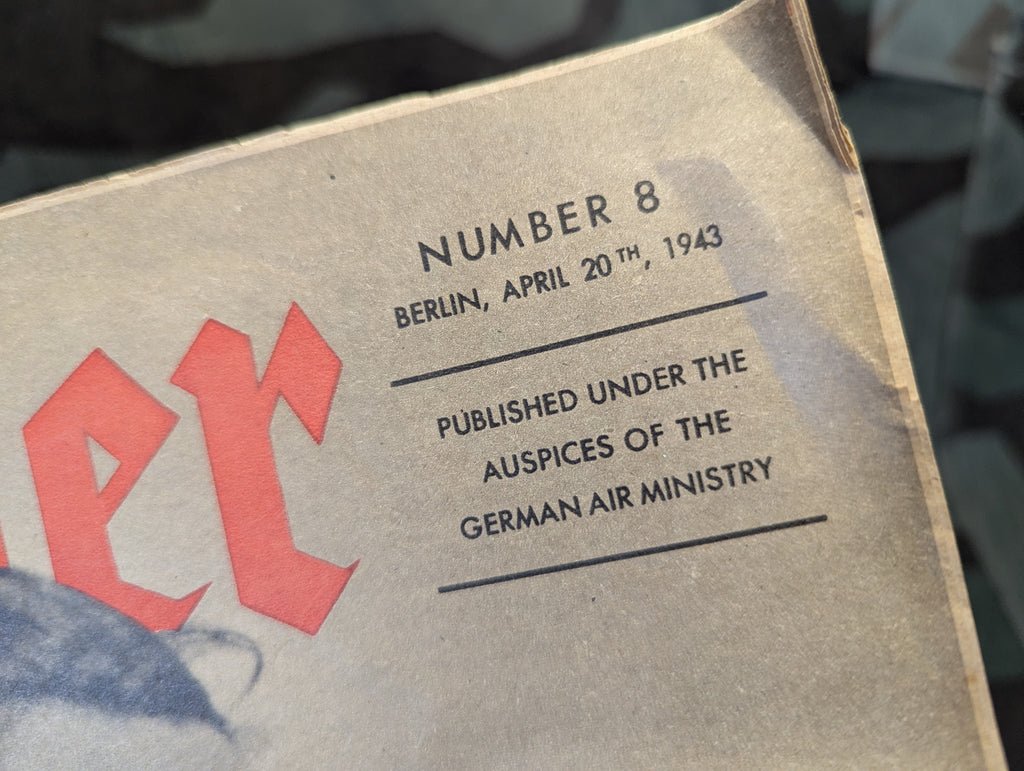 er
NUMBER 8
BERLIN, APRIL 20TH, 1943
PUBLISHED UNDER THE
AUSPICES OF THE
GERMAN AIR MINISTRY